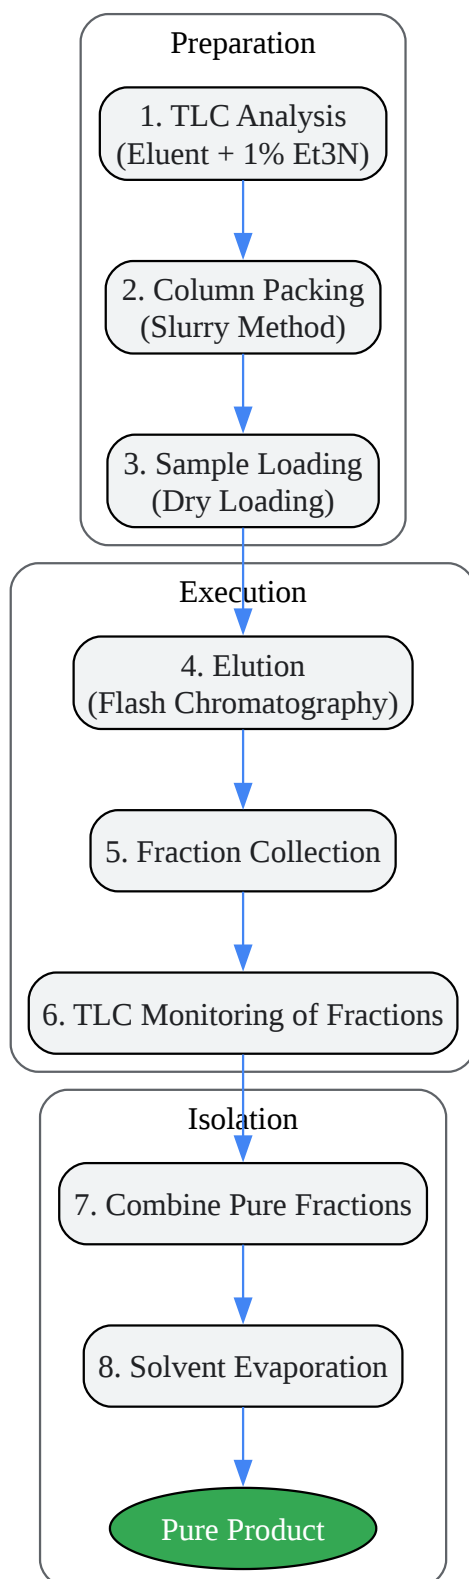 Preparation
1. TLC Analysis
(Eluent + 1% Et3N)
2. Column Packing
(Slurry Method)
3. Sample Loading
(Dry Loading)
Execution
4. Elution
(Flash Chromatography)
5. Fraction Collection
6. TLC Monitoring of Fractions
Isolation
7. Combine Pure Fractions
8. Solvent Evaporation
Pure Product